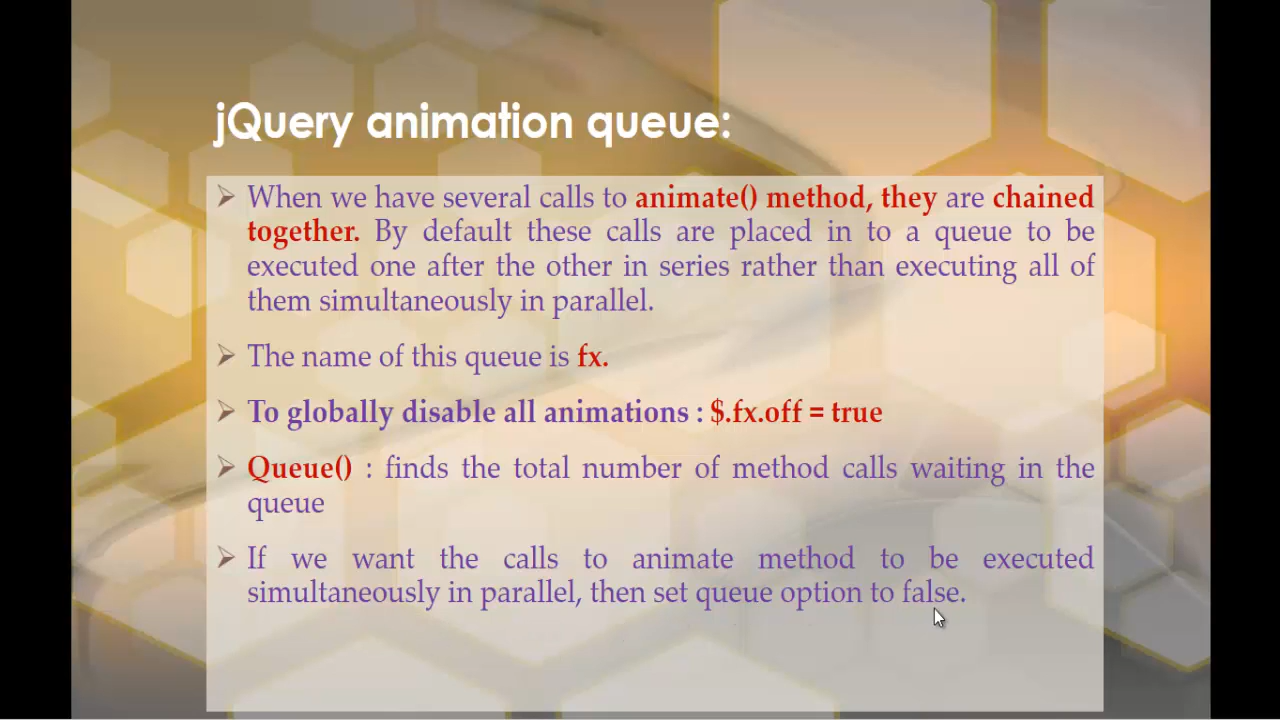 jQuery animation queue:
When we have several calls to animate() method, they are chained
together. By default these calls are placed in to a queue to be
executed one after the other in series rather than executing all of
them simultaneously in parallel.
The name of this queue is fx.
To globally disable all animations : $.fx.off = true
Queue() : finds the total number of method calls waiting in the
queue
If we want the calls to animate method to be executed
simultaneously in parallel, then set queue option to false.